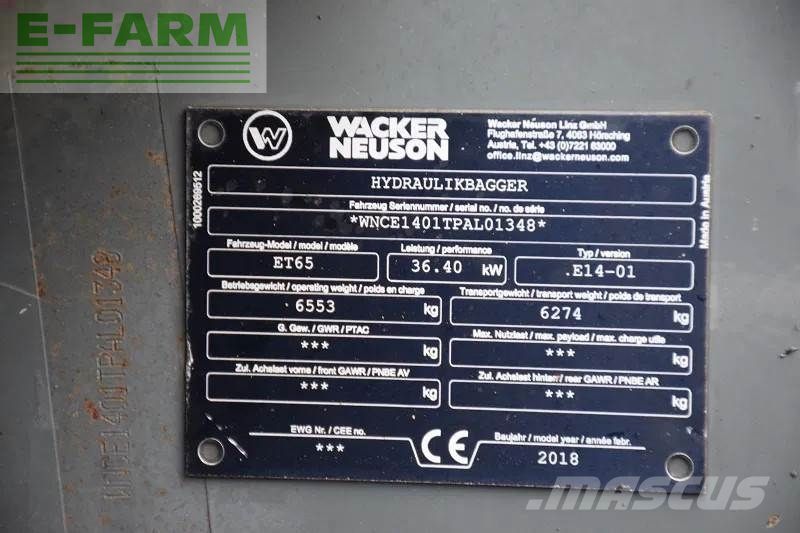 E-FARM
WACKER
NEUSON
Wacker Neuson Linz GmbH
Flughafenstraße 7, 4063 Hörsching
Austria, Tel. +43 (0)7221 63000
office.linz@wackerneuson.com
HYDRAULIKBAGGER
Fahrzeug Seriennummer / serial no. / no. de série
*WNCE1401TPAL01348*
1000269512
Made in Austria
Fahrzeug-Model / model / modèle
Leistung / performance
Typ / version
ET65
36.40 kW
.E14-01
Betriebsgewicht / operating weight / poids en charge
Transportgewicht / transport weight / poids de transport
6553 kg
6274 kg
G. Gew. / GWR / PTAC
Max. Nutzlast / max. payload / max. charge utile
*** kg
*** kg
Zul. Achslast vorne / front GAWR / PNBE AV
Zul. Achslast hinten / rear GAWR / PNBE AR
*** kg
*** kg
EWG Nr. / CEE no.
***
CE
Baujahr / model year / année fabr.
2018
WNCE1401TPAL01348
MASCUS